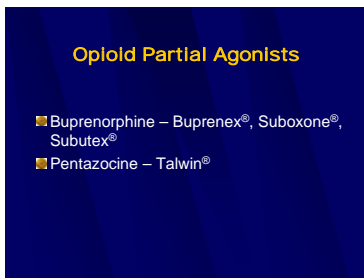 Opioid Partial Agonists
Buprenorphine – Buprenex®, Suboxone®,
Subutex®
Pentazocine – Talwin®